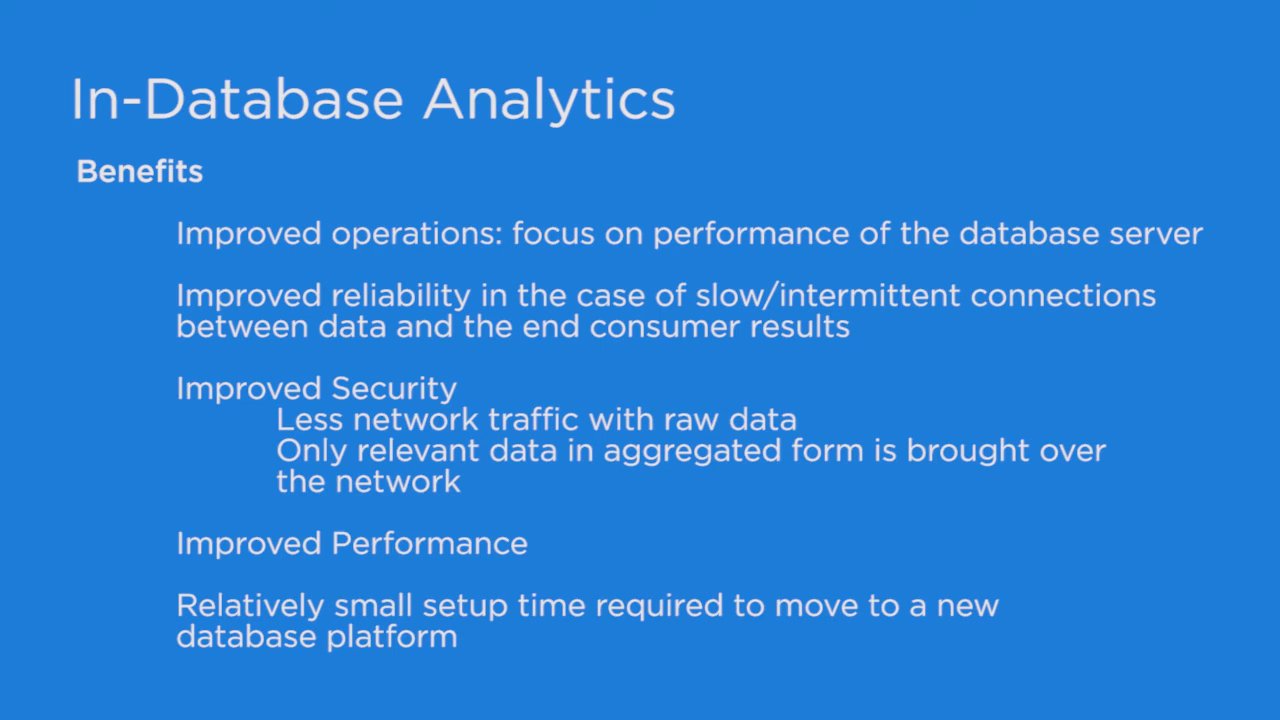 In-Database Analytics
Benefits
Improved operations: focus on performance of the database server
Improved reliability in the case of slow/intermittent connections
between data and the end consumer results
Improved Security
Less network traffic with raw data
Only relevant data in aggregated form is brought over
the network
Improved Performance
Relatively small setup time required to move to a new
database platform